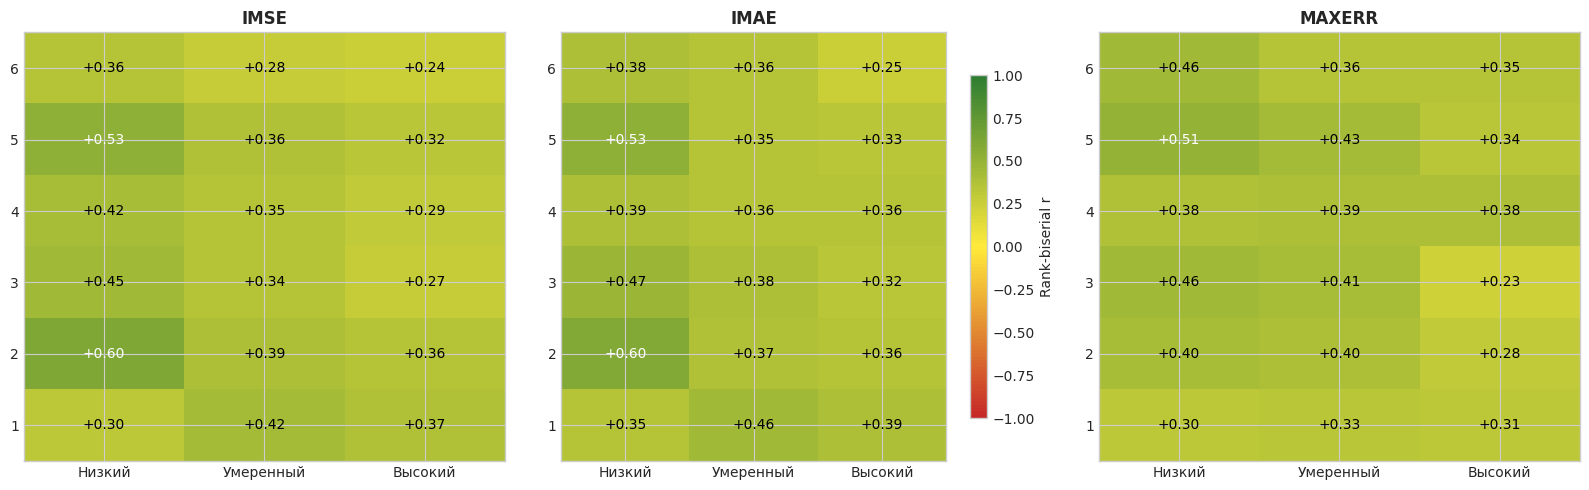 IMSE
6 +0.36 +0.28 +0.24
5 +0.53 +0.36 +0.32
4 +0.42 +0.35 +0.29
3 +0.45 +0.34 +0.27
2 +0.60 +0.39 +0.36
1 +0.30 +0.42 +0.37
Низкий Умеренный Высокий
IMAE
6 +0.38 +0.36 +0.25
5 +0.53 +0.35 +0.33
4 +0.39 +0.36 +0.36
3 +0.47 +0.38 +0.32
2 +0.60 +0.37 +0.36
1 +0.35 +0.46 +0.39
Низкий Умеренный Высокий
1.00
0.75
0.50
0.25
0.00
−0.25
−0.50
−0.75
−1.00
Rank-biserial r
MAXERR
6 +0.46 +0.36 +0.35
5 +0.51 +0.43 +0.34
4 +0.38 +0.39 +0.38
3 +0.46 +0.41 +0.23
2 +0.40 +0.40 +0.28
1 +0.30 +0.33 +0.31
Низкий Умеренный Высокий